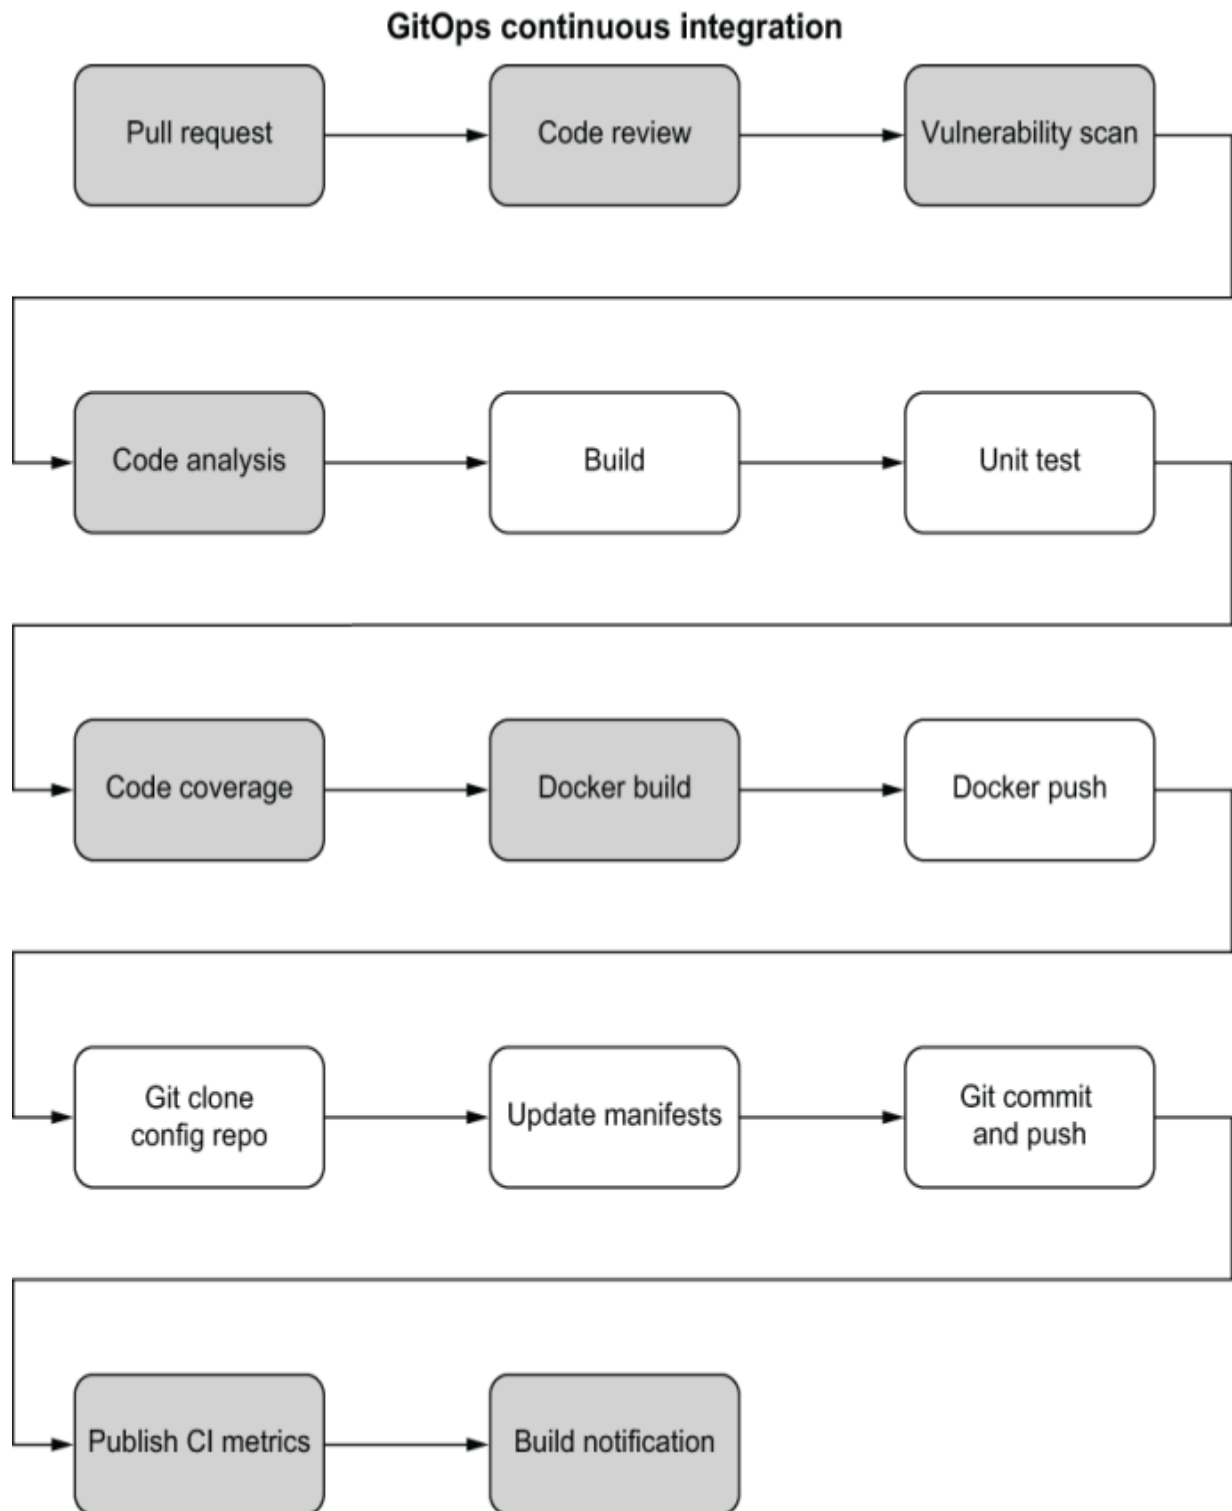 GitOps continuous integration
Pull request
Code review
Vulnerability scan
Code analysis
Build
Unit test
Code coverage
Docker build
Docker push
Git clone
config repo
Update manifests
Git commit
and push
Publish CI metrics
Build notification